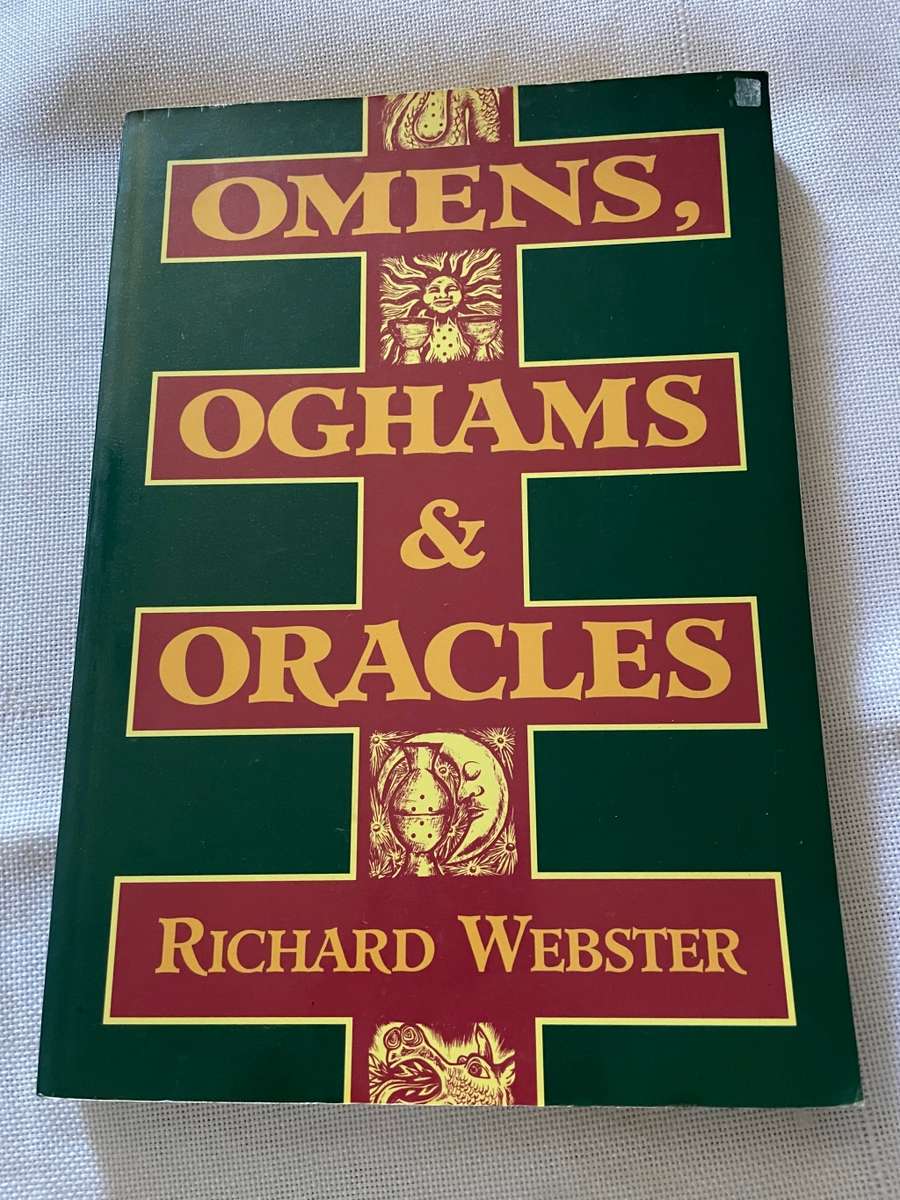 OMENS,
OGHAMS
&
ORACLES
RICHARD WEBSTER